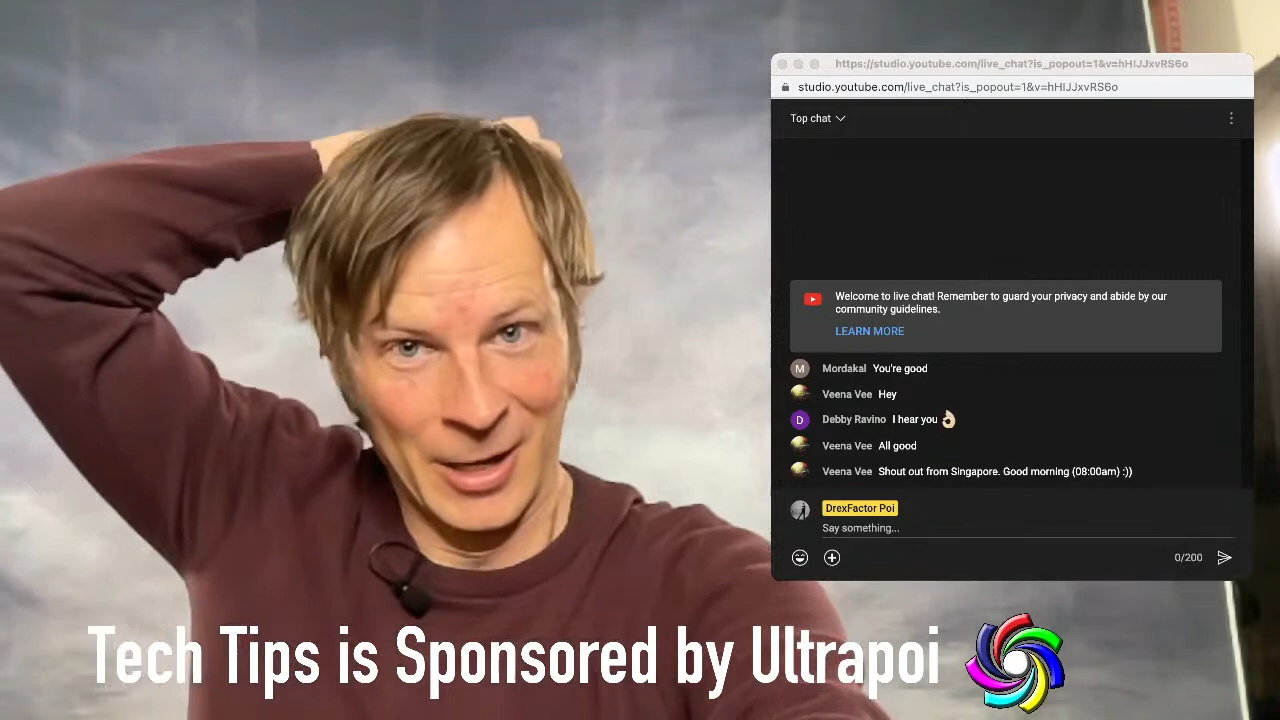 https://studio.youtube.com/live_chat?is_popout=1&v=hHIJJxvRS6o
studio.youtube.com/live_chat?is_popout=1&v=hHIJJxvRS6o
Top chat
Welcome to live chat! Remember to guard your privacy and abide by our
community guidelines.
LEARN MORE
M Mordakal You're good
Veena Vee Hey
D Debby Ravino I hear you 👌🏼
Veena Vee All good
Veena Vee Shout out from Singapore. Good morning (08:00am) :))
DrexFactor Poi
Say something...
0/200
Tech Tips is Sponsored by Ultrapoi